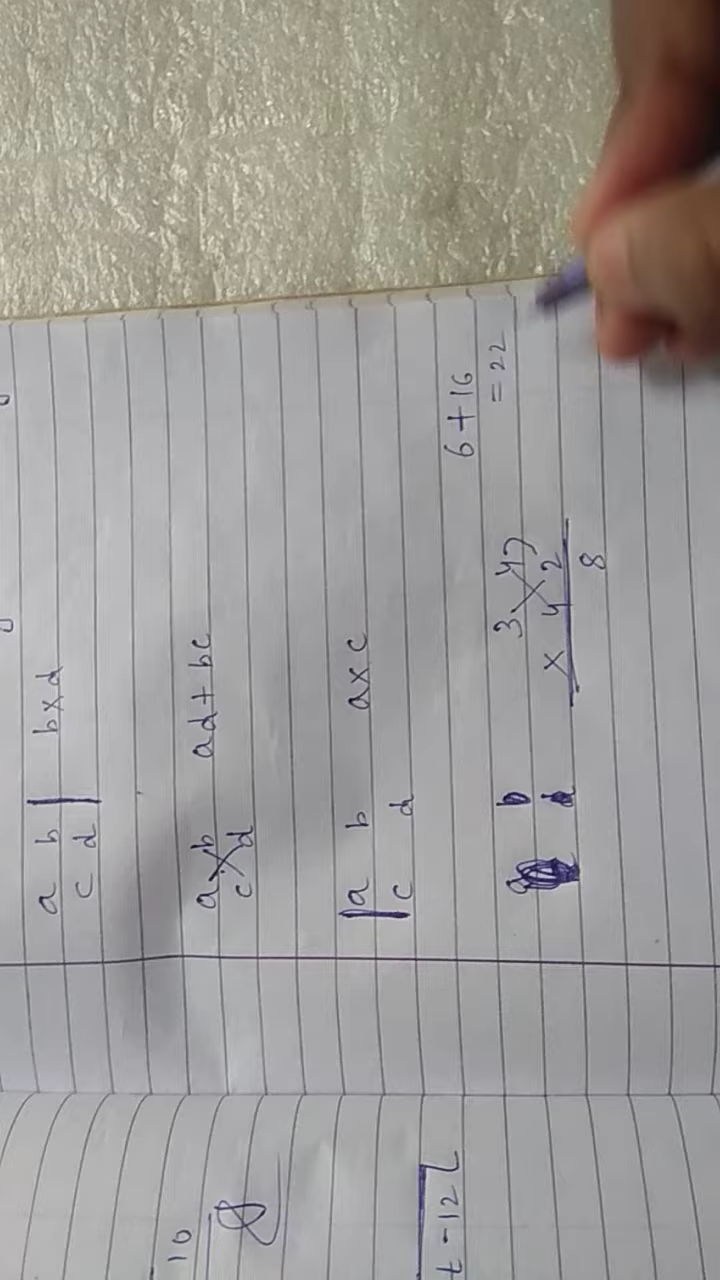 a b | b×d
c d
a b ad+bc
c d
a b a×c
c d
6+16
=22
3 4
× 4 2
8
t-12
10